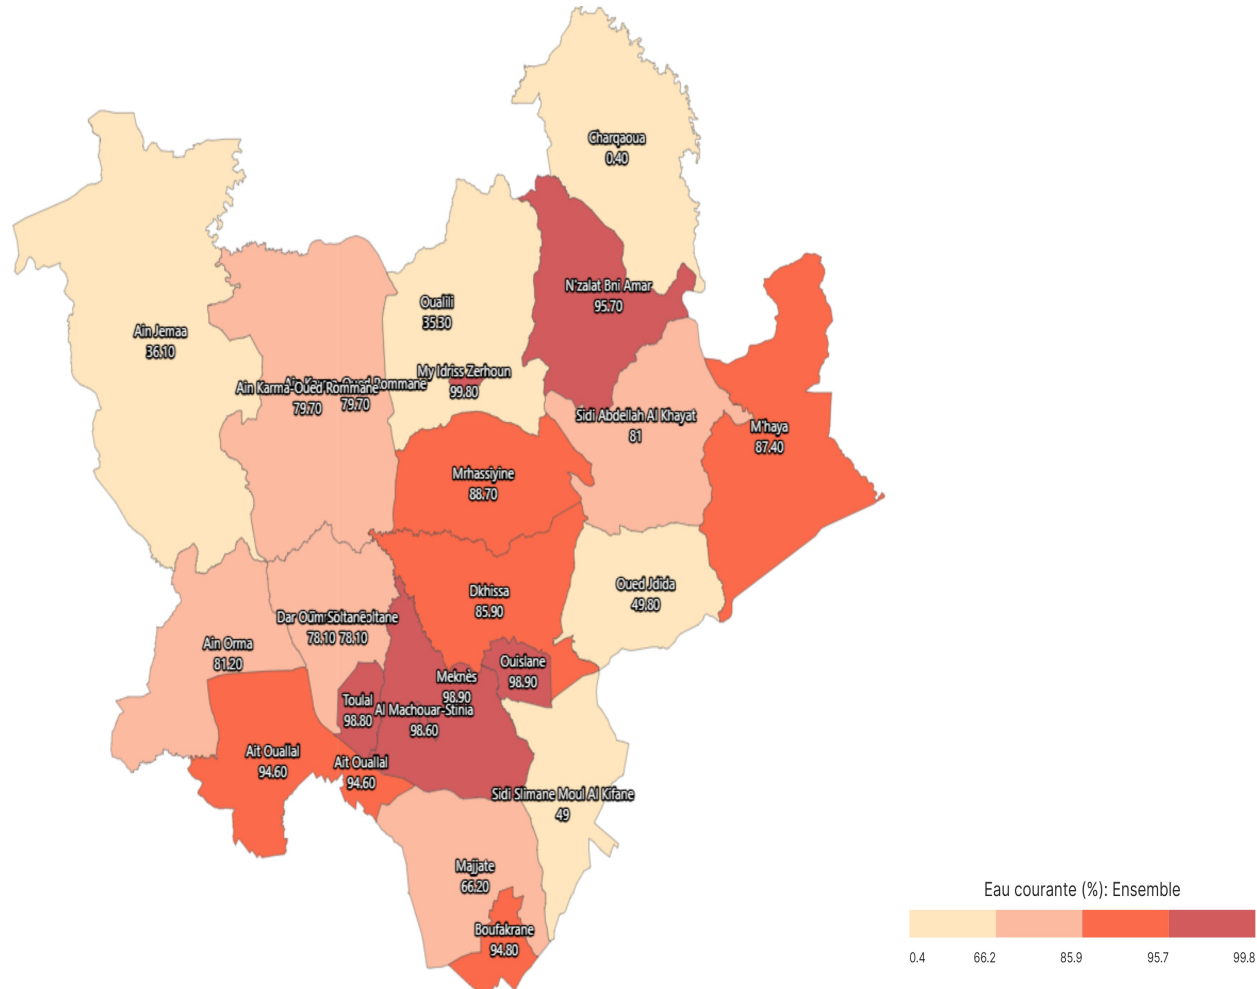 Charqaoua
0.40
N'zalat Bni Amar
95.70
Oualili
35.30
Ain Jemaa
36.10
My Idriss Zerhoun
99.80
Ain Karma-Oued Rommane
79.70
Ain Karma-Oued Rommane
79.70
Sidi Abdellah Al Khayat
81
M'haya
87.40
Mrhassiyine
88.70
Dkhissa
85.90
Oued Jdida
49.80
Dar Oum Soltane
78.10
Soltane
78.10
Ain Orma
81.20
Ouislane
98.90
Meknès
98.90
Toulal
98.80
Al Machouar-Stinia
98.60
Ait Ouallal
94.60
Ait Ouallal
94.60
Sidi Slimane Moul Al Kifane
49
Majjate
66.20
Boufakrane
94.80
Eau courante (%): Ensemble
0.4 66.2 85.9 95.7 99.8